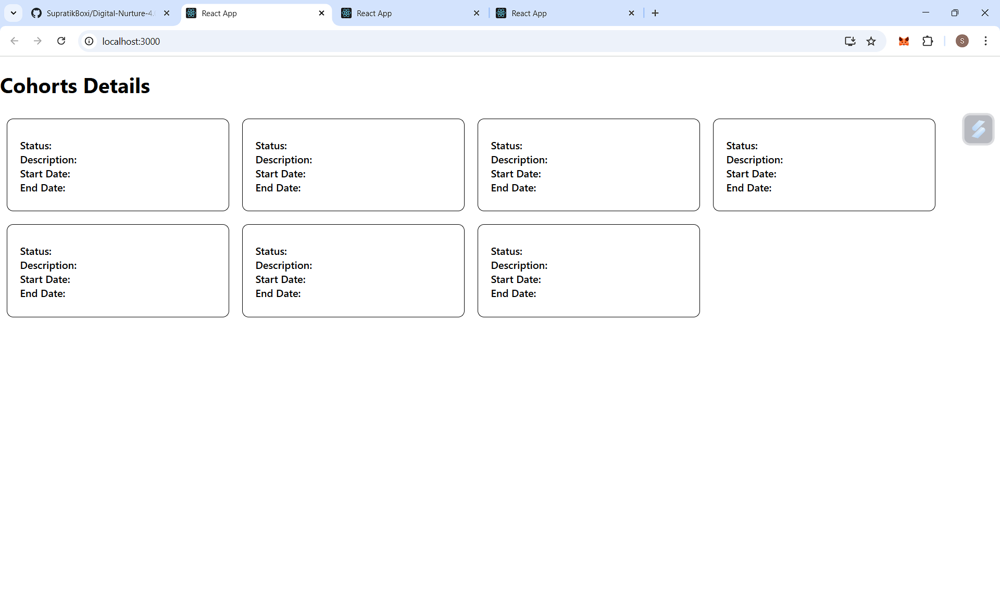 SupratikBoxi/Digital-Nurture-4.
React App
React App
React App
localhost:3000
S
Cohorts Details
Status:
Description:
Start Date:
End Date:
Status:
Description:
Start Date:
End Date:
Status:
Description:
Start Date:
End Date:
Status:
Description:
Start Date:
End Date:
Status:
Description:
Start Date:
End Date:
Status:
Description:
Start Date:
End Date:
Status:
Description:
Start Date:
End Date: